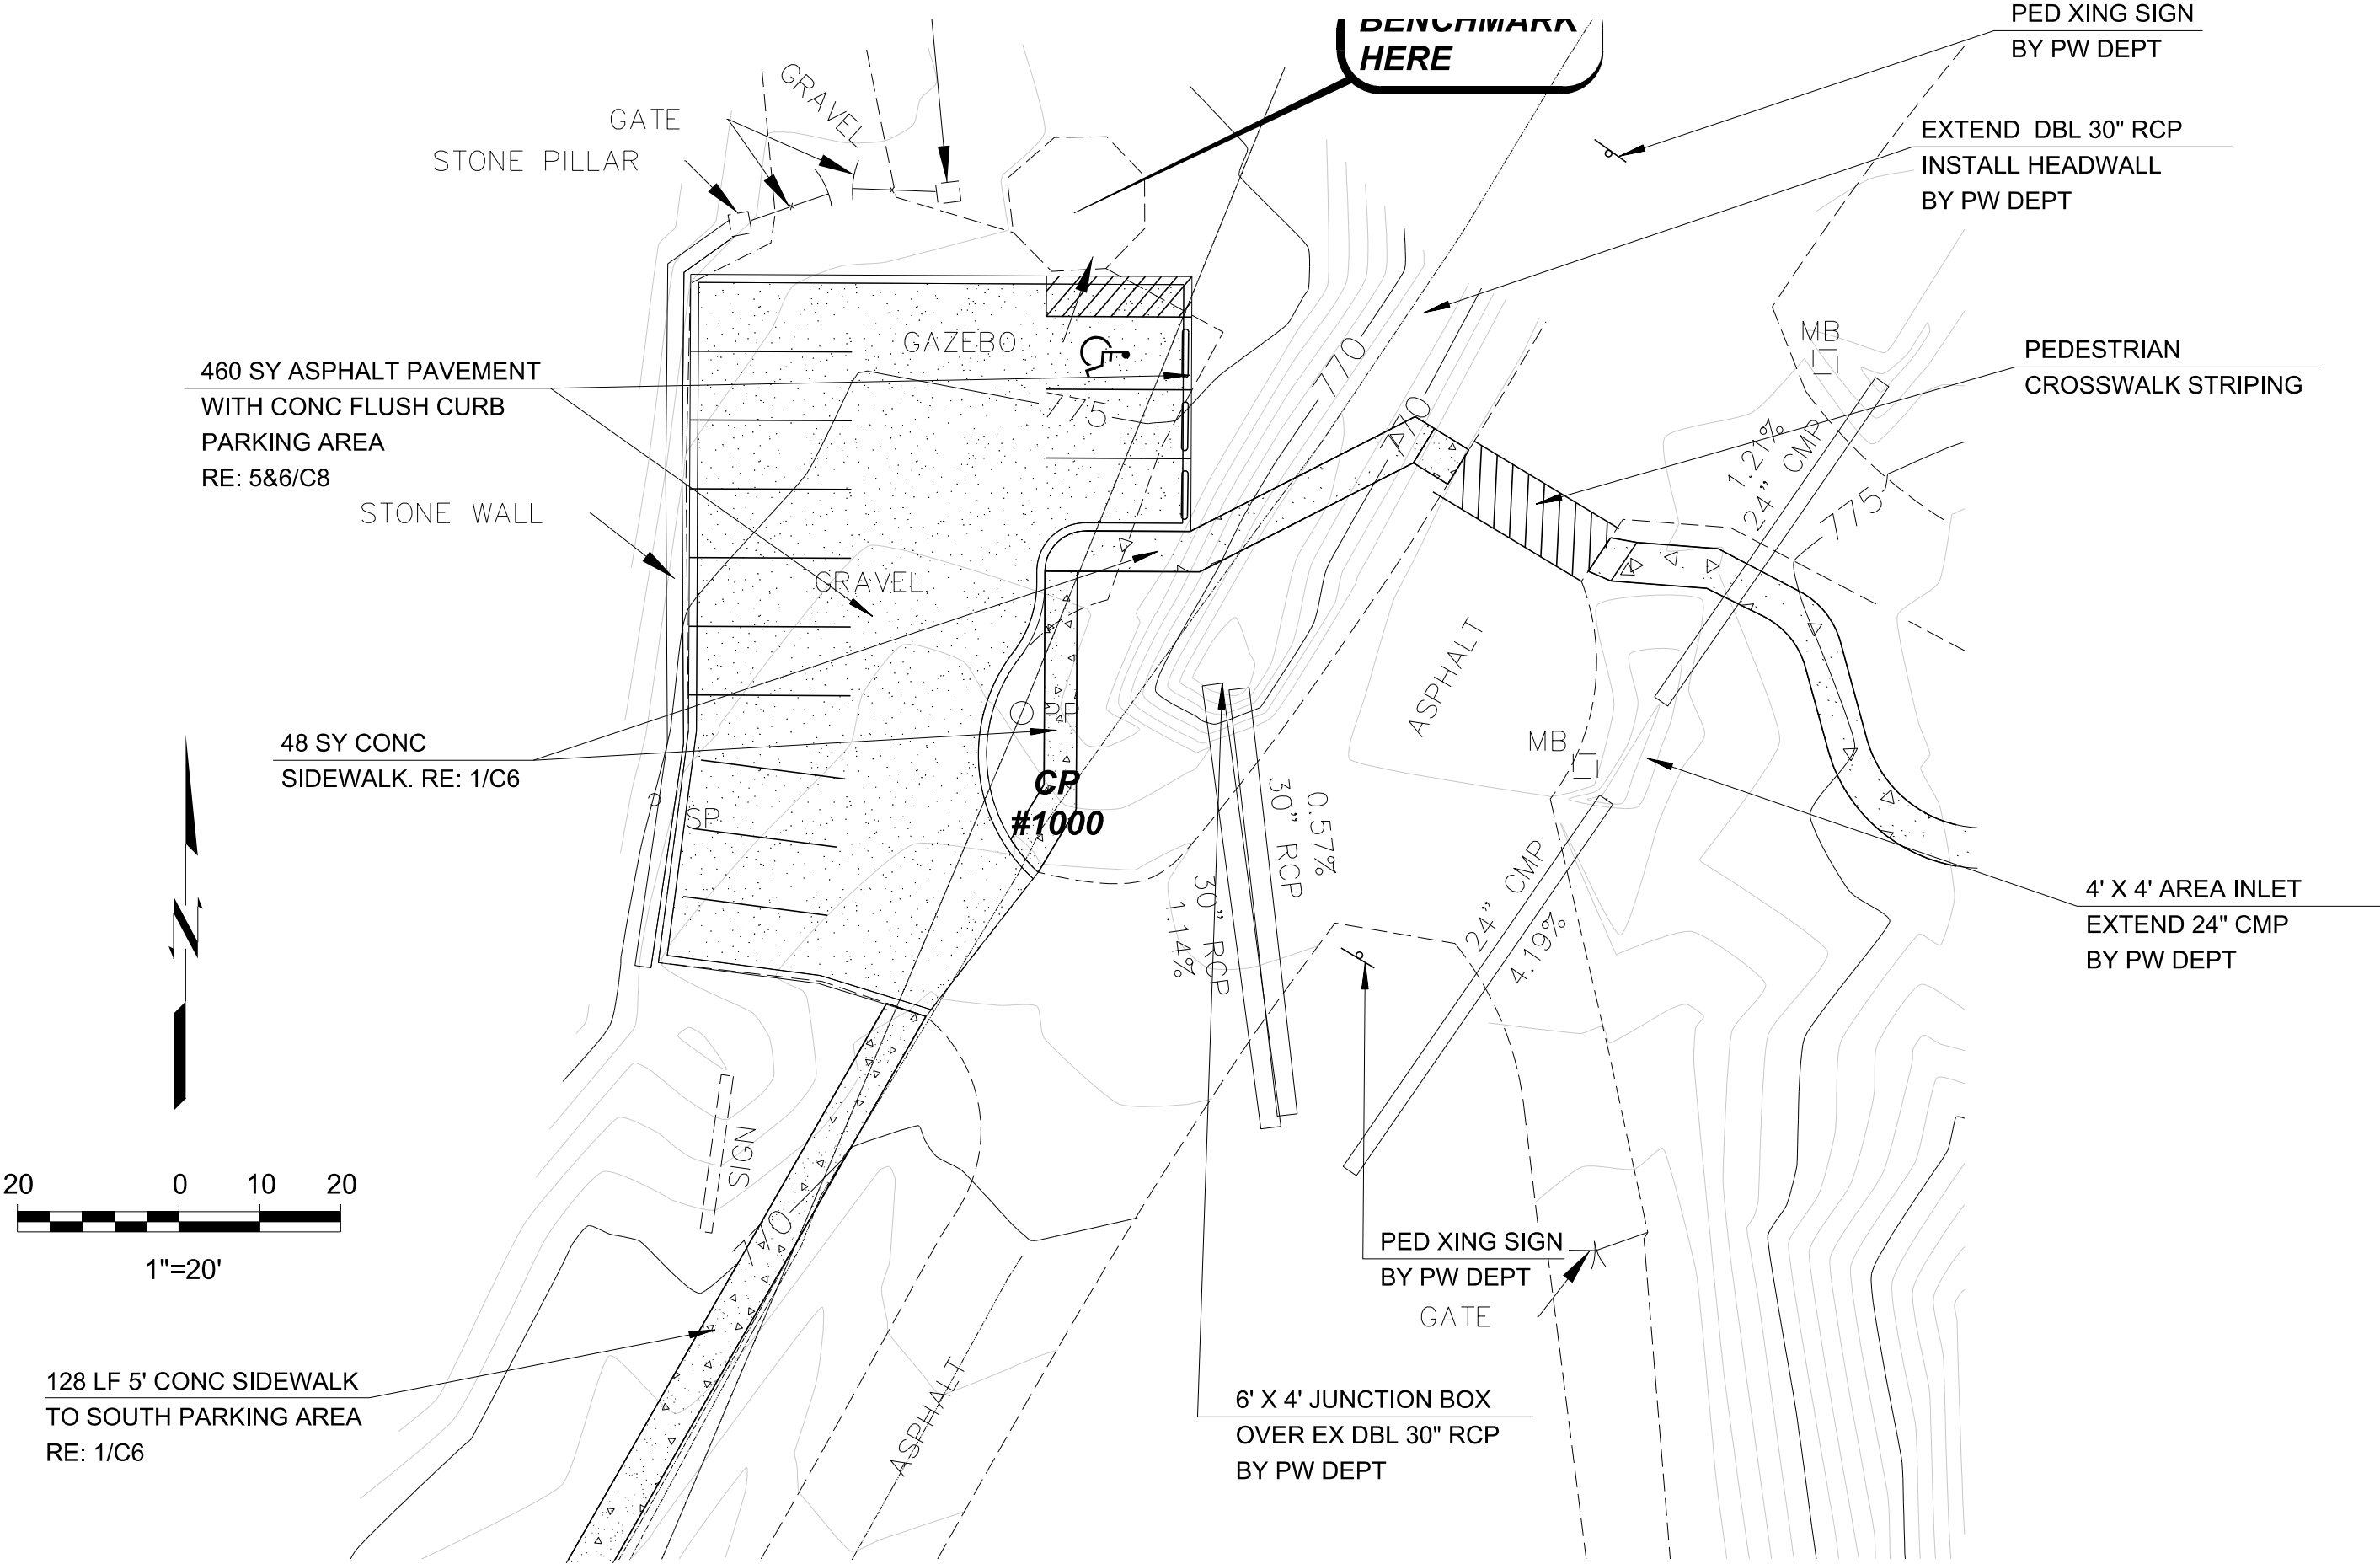 BENCHMARK
HERE
PED XING SIGN
BY PW DEPT
GRAVEL
GATE
STONE PILLAR
EXTEND DBL 30" RCP
INSTALL HEADWALL
BY PW DEPT
GAZEBO
770
MB
PEDESTRIAN
CROSSWALK STRIPING
460 SY ASPHALT PAVEMENT
WITH CONC FLUSH CURB
PARKING AREA
RE: 5&6/C8
775
770
1.21%
24" CMP
775
STONE WALL
GRAVEL
ASPHALT
PP
MB
48 SY CONC
SIDEWALK. RE: 1/C6
CP
#1000
SP
0.57%
30" RCP
30" RCP
1.14%
24" CMP
4.19%
4' X 4' AREA INLET
EXTEND 24" CMP
BY PW DEPT
N
SIGN
20 0 10 20
1"=20'
770
PED XING SIGN
BY PW DEPT
GATE
128 LF 5' CONC SIDEWALK
TO SOUTH PARKING AREA
RE: 1/C6
ASPHALT
6' X 4' JUNCTION BOX
OVER EX DBL 30" RCP
BY PW DEPT